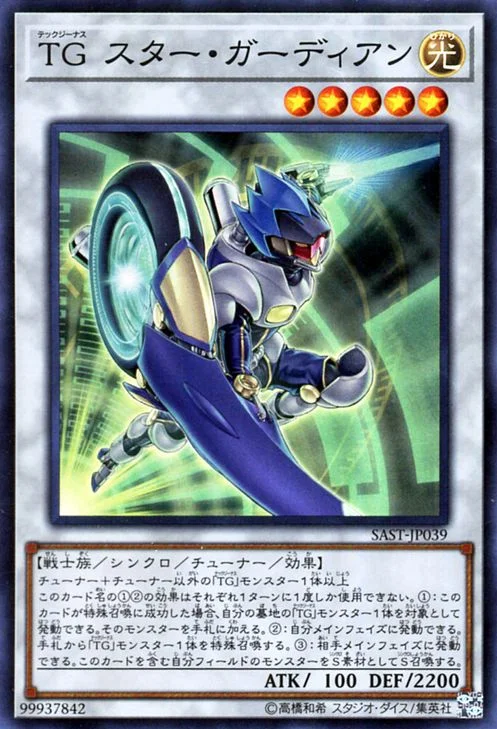 テックジーナス
TG スター・ガーディアン
ひかり
光
SAST-JP039
【戦士族／シンクロ／チューナー／効果】
チューナー＋チューナー以外の「TG」モンスター1体以上
このカード名の①②の効果はそれぞれ1ターンに1度しか使用できない。①：この
カードが特殊召喚に成功した場合、自分の墓地の「TG」モンスター1体を対象として
発動できる。そのモンスターを手札に加える。②：自分メインフェイズに発動できる。
手札から「TG」モンスター1体を特殊召喚する。③：相手メインフェイズに発動
できる。このカードを含む自分フィールドのモンスターをS素材としてS召喚する。
ATK/ 100 DEF/2200
99937842
©高橋和希 スタジオ・ダイス/集英社